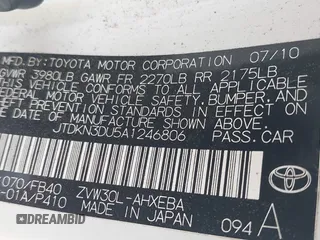 MFD.BY:TOYOTA MOTOR CORPORATION 07/10
GVWR 3980LB GAWR FR 2270LB RR 2175LB
THIS VEHICLE CONFORMS TO ALL APPLICABLE
FEDERAL MOTOR VEHICLE SAFETY, BUMPER, AND
THEFT PREVENTION STANDARDS IN EFFECT ON
THE DATE OF MANUFACTURE SHOWN ABOVE.
JTDKN3DU5A1246806 PASS.CAR
070/FB40 ZVW30L-AHXEBA
-01A/P410 MADE IN JAPAN 094 A
TOYOTA
DREAMBID